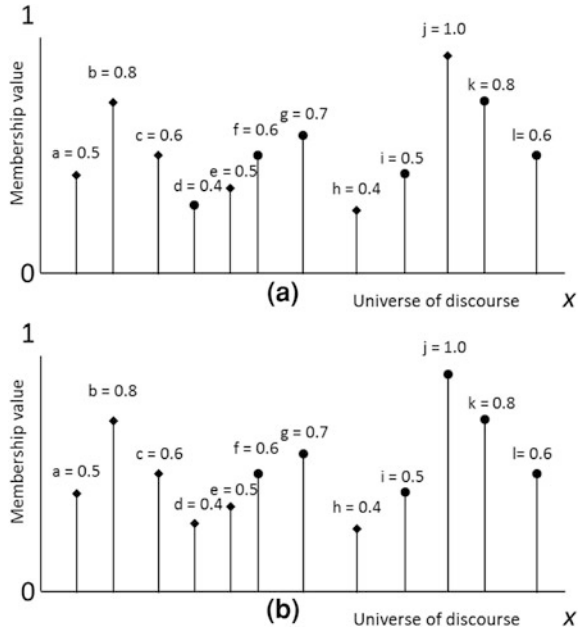 1
j = 1.0
b = 0.8
k = 0.8
g = 0.7
c = 0.6
f = 0.6
l = 0.6
a = 0.5
e = 0.5
i = 0.5
d = 0.4
h = 0.4
Membership value
0
(a)
Universe of discourse X
1
j = 1.0
b = 0.8
k = 0.8
g = 0.7
c = 0.6
f = 0.6
l= 0.6
a = 0.5
e = 0.5
i = 0.5
d = 0.4
h = 0.4
Membership value
0
(b)
Universe of discourse X